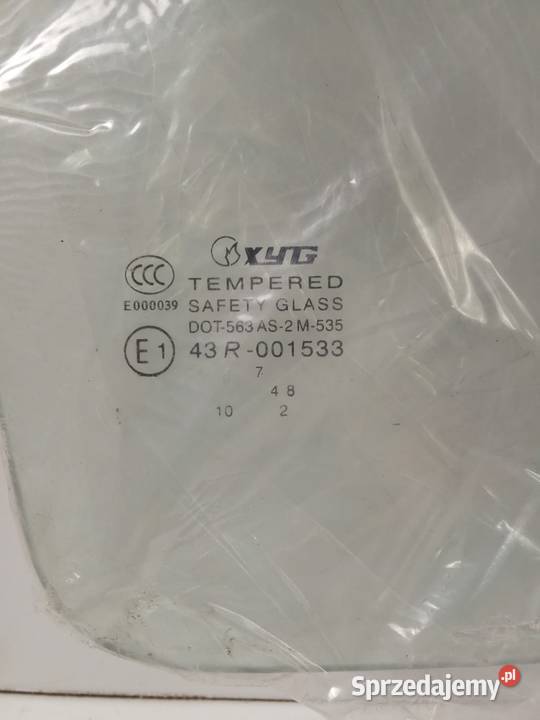 XYG
CCC
TEMPERED
E000039 SAFETY GLASS
DOT-563 AS-2 M-535
E1 43R-001533
7
4 8
10 2
Sprzedajemy.pl